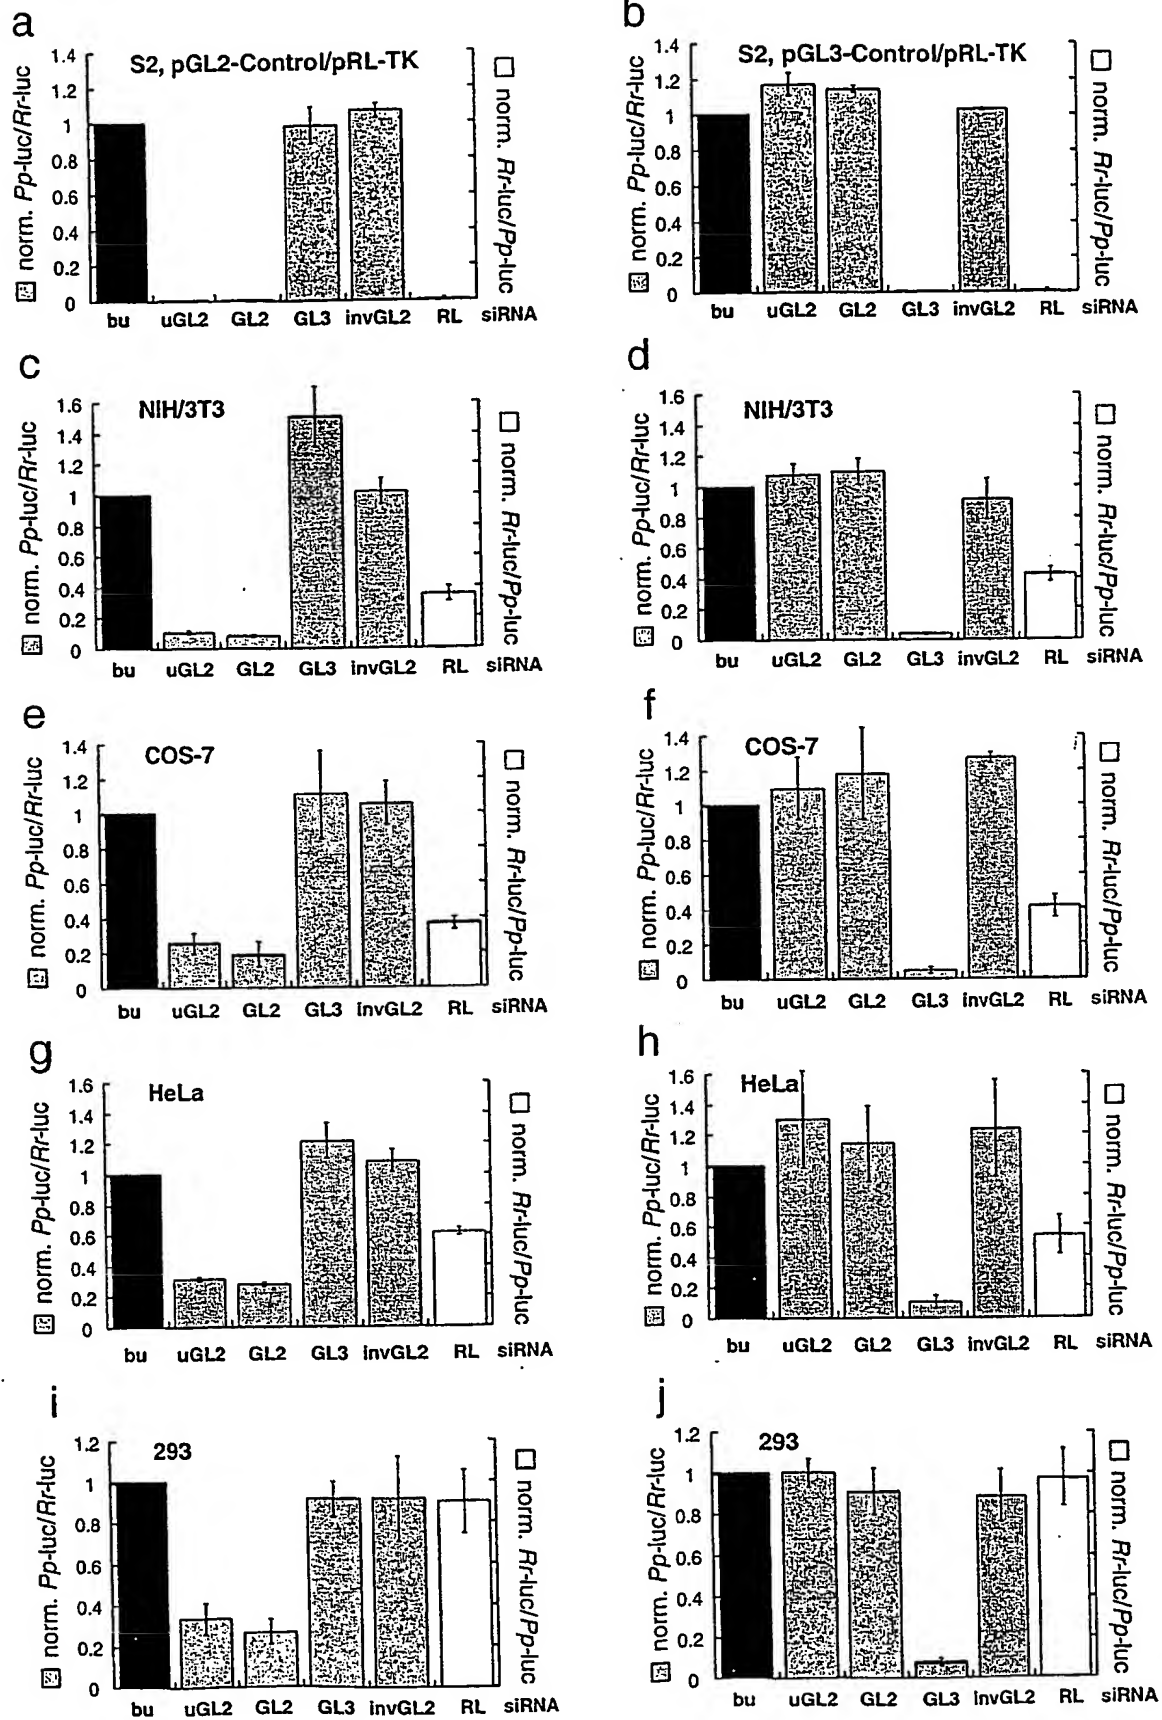 a
S2, pGL2-Control/pRL-TK
norm. Pp-luc/Rr-luc
1.4
1.2
1
0.8
0.6
0.4
0.2
0
norm. Rr-luc/Pp-luc
bu uGL2 GL2 GL3 invGL2 RL siRNA
b
S2, pGL3-Control/pRL-TK
norm. Pp-luc/Rr-luc
1.4
1.2
1
0.8
0.6
0.4
0.2
0
norm. Rr-luc/Pp-luc
bu uGL2 GL2 GL3 invGL2 RL siRNA
c
NIH/3T3
norm. Pp-luc/Rr-luc
1.6
1.4
1.2
1
0.8
0.6
0.4
0.2
0
norm. Rr-luc/Pp-luc
bu uGL2 GL2 GL3 invGL2 RL siRNA
d
NIH/3T3
norm. Pp-luc/Rr-luc
1.6
1.4
1.2
1
0.8
0.6
0.4
0.2
0
norm. Rr-luc/Pp-luc
bu uGL2 GL2 GL3 invGL2 RL siRNA
e
COS-7
norm. Pp-luc/Rr-luc
1.4
1.2
1
0.8
0.6
0.4
0.2
0
norm. Rr-luc/Pp-luc
bu uGL2 GL2 GL3 invGL2 RL siRNA
f
COS-7
norm. Pp-luc/Rr-luc
1.4
1.2
1
0.8
0.6
0.4
0.2
0
norm. Rr-luc/Pp-luc
bu uGL2 GL2 GL3 invGL2 RL siRNA
g
HeLa
norm. Pp-luc/Rr-luc
1.6
1.4
1.2
1
0.8
0.6
0.4
0.2
0
norm. Rr-luc/Pp-luc
bu uGL2 GL2 GL3 invGL2 RL siRNA
h
HeLa
norm. Pp-luc/Rr-luc
1.6
1.4
1.2
1
0.8
0.6
0.4
0.2
0
norm. Rr-luc/Pp-luc
bu uGL2 GL2 GL3 invGL2 RL siRNA
i
293
norm. Pp-luc/Rr-luc
1.2
1
0.8
0.6
0.4
0.2
0
norm. Rr-luc/Pp-luc
bu uGL2 GL2 GL3 invGL2 RL siRNA
j
293
norm. Pp-luc/Rr-luc
1.2
1
0.8
0.6
0.4
0.2
0
norm. Rr-luc/Pp-luc
bu uGL2 GL2 GL3 invGL2 RL siRNA